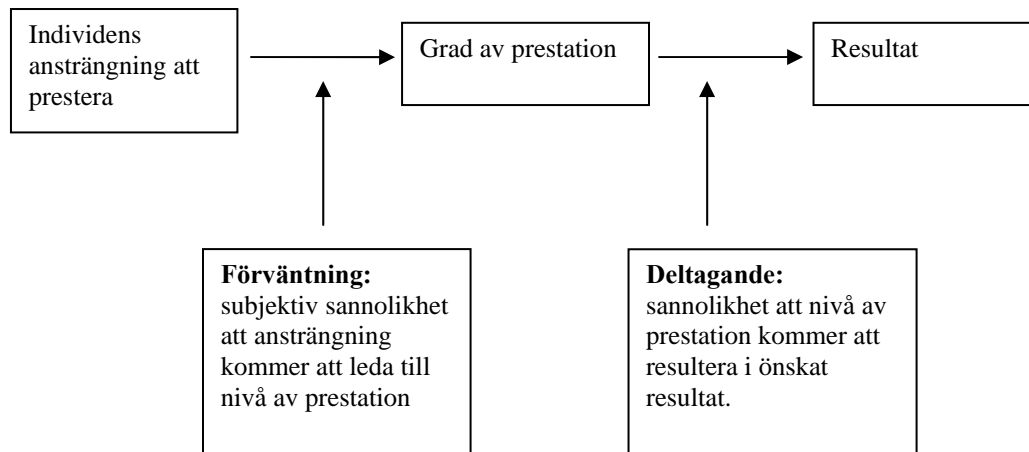 Individens
ansträngning att
prestera
Grad av prestation
Resultat
Förväntning:
subjektiv sannolikhet
att ansträngning
kommer att leda till
nivå av prestation
Deltagande:
sannolikhet att nivå av
prestation kommer att
resultera i önskat
resultat.